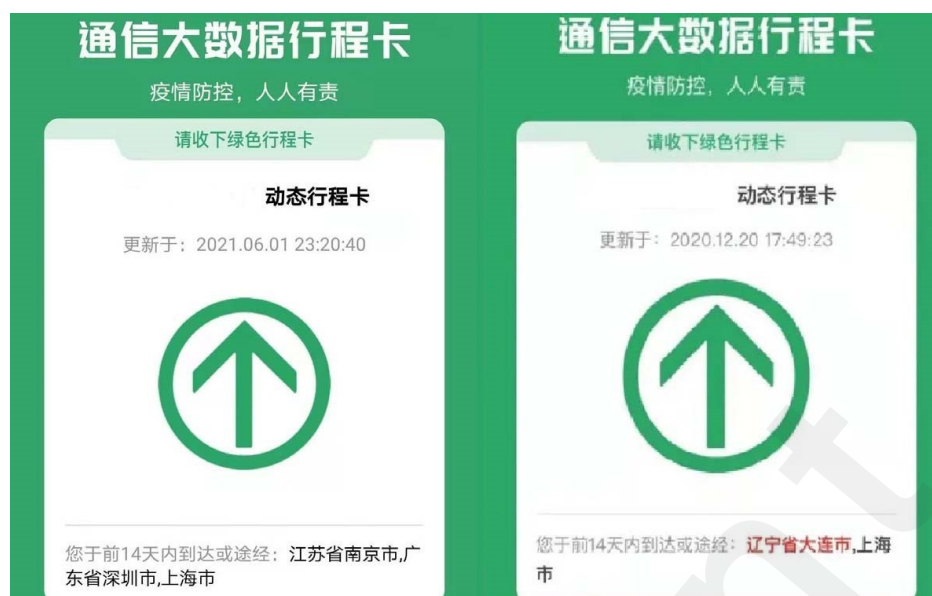 通信大数据行程卡
疫情防控，人人有责
请收下绿色行程卡
动态行程卡
更新于：2021.06.01 23:20:40
您于前14天内到达或途经：江苏省南京市,广
东省深圳市,上海市
通信大数据行程卡
疫情防控，人人有责
请收下绿色行程卡
动态行程卡
更新于：2020.12.20 17:49:23
您于前14天内到达或途经：辽宁省大连市,上海
市
nt